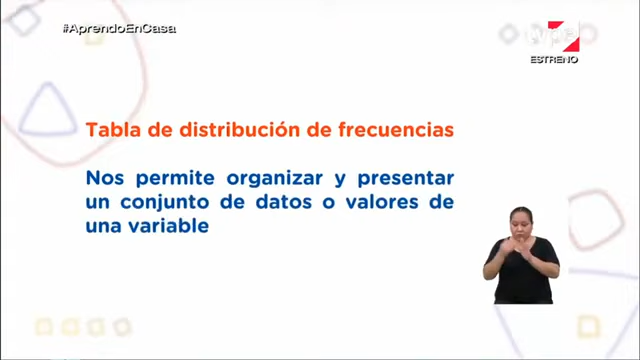 #AprendoEnCasa
tvpe
ESTRENO
Tabla de distribución de frecuencias
Nos permite organizar y presentar
un conjunto de datos o valores de
una variable